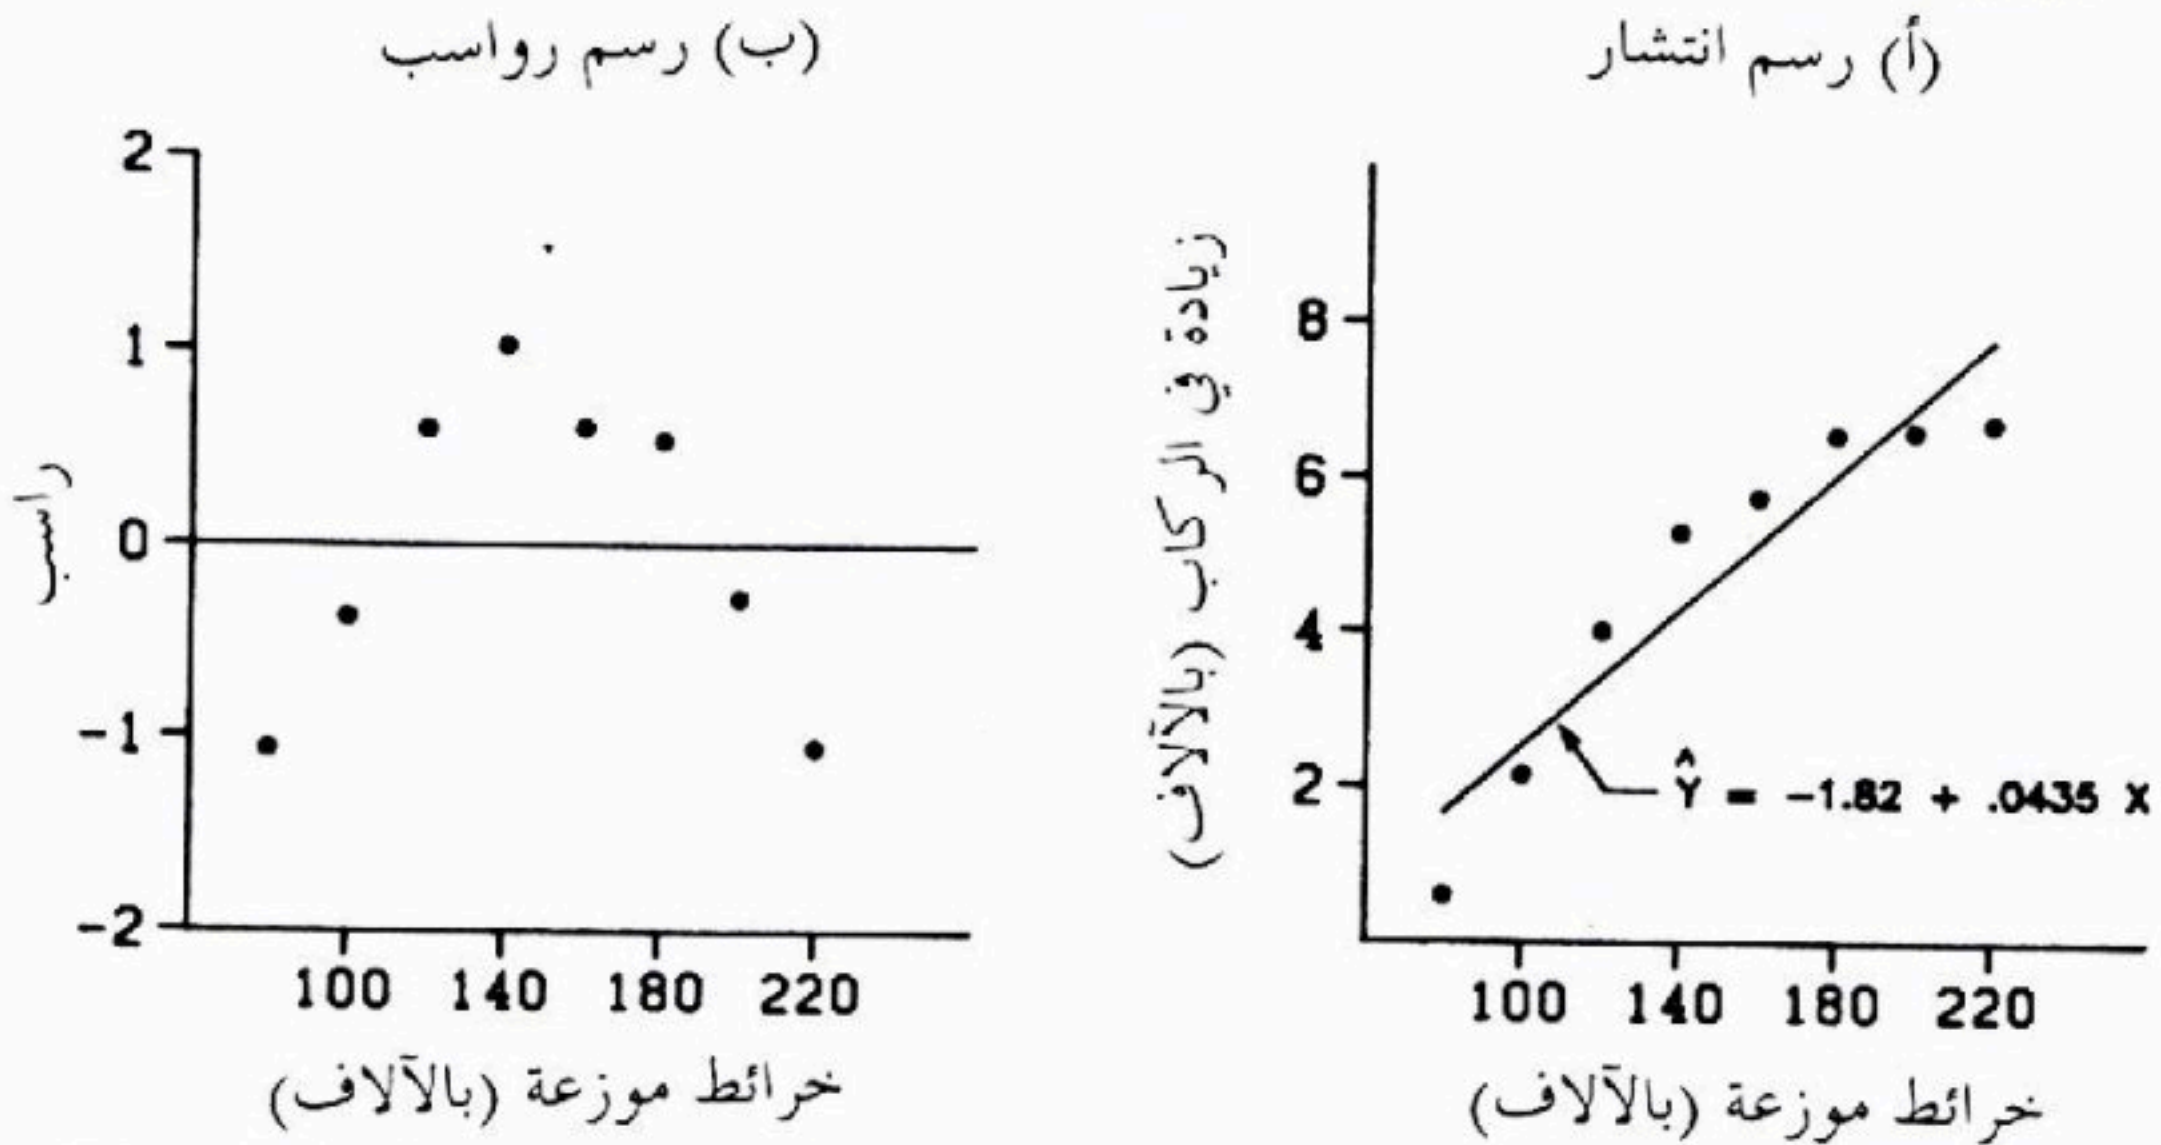 (أ) رسم انتشار
زيادة في الركاب (بالآلاف)
8
6
4
2
Ŷ = -1.82 + .0435 X
100 140 180 220
خرائط موزعة (بالآلاف)
(ب) رسم رواسب
راسب
2
1
0
-1
-2
100 140 180 220
خرائط موزعة (بالآلاف)